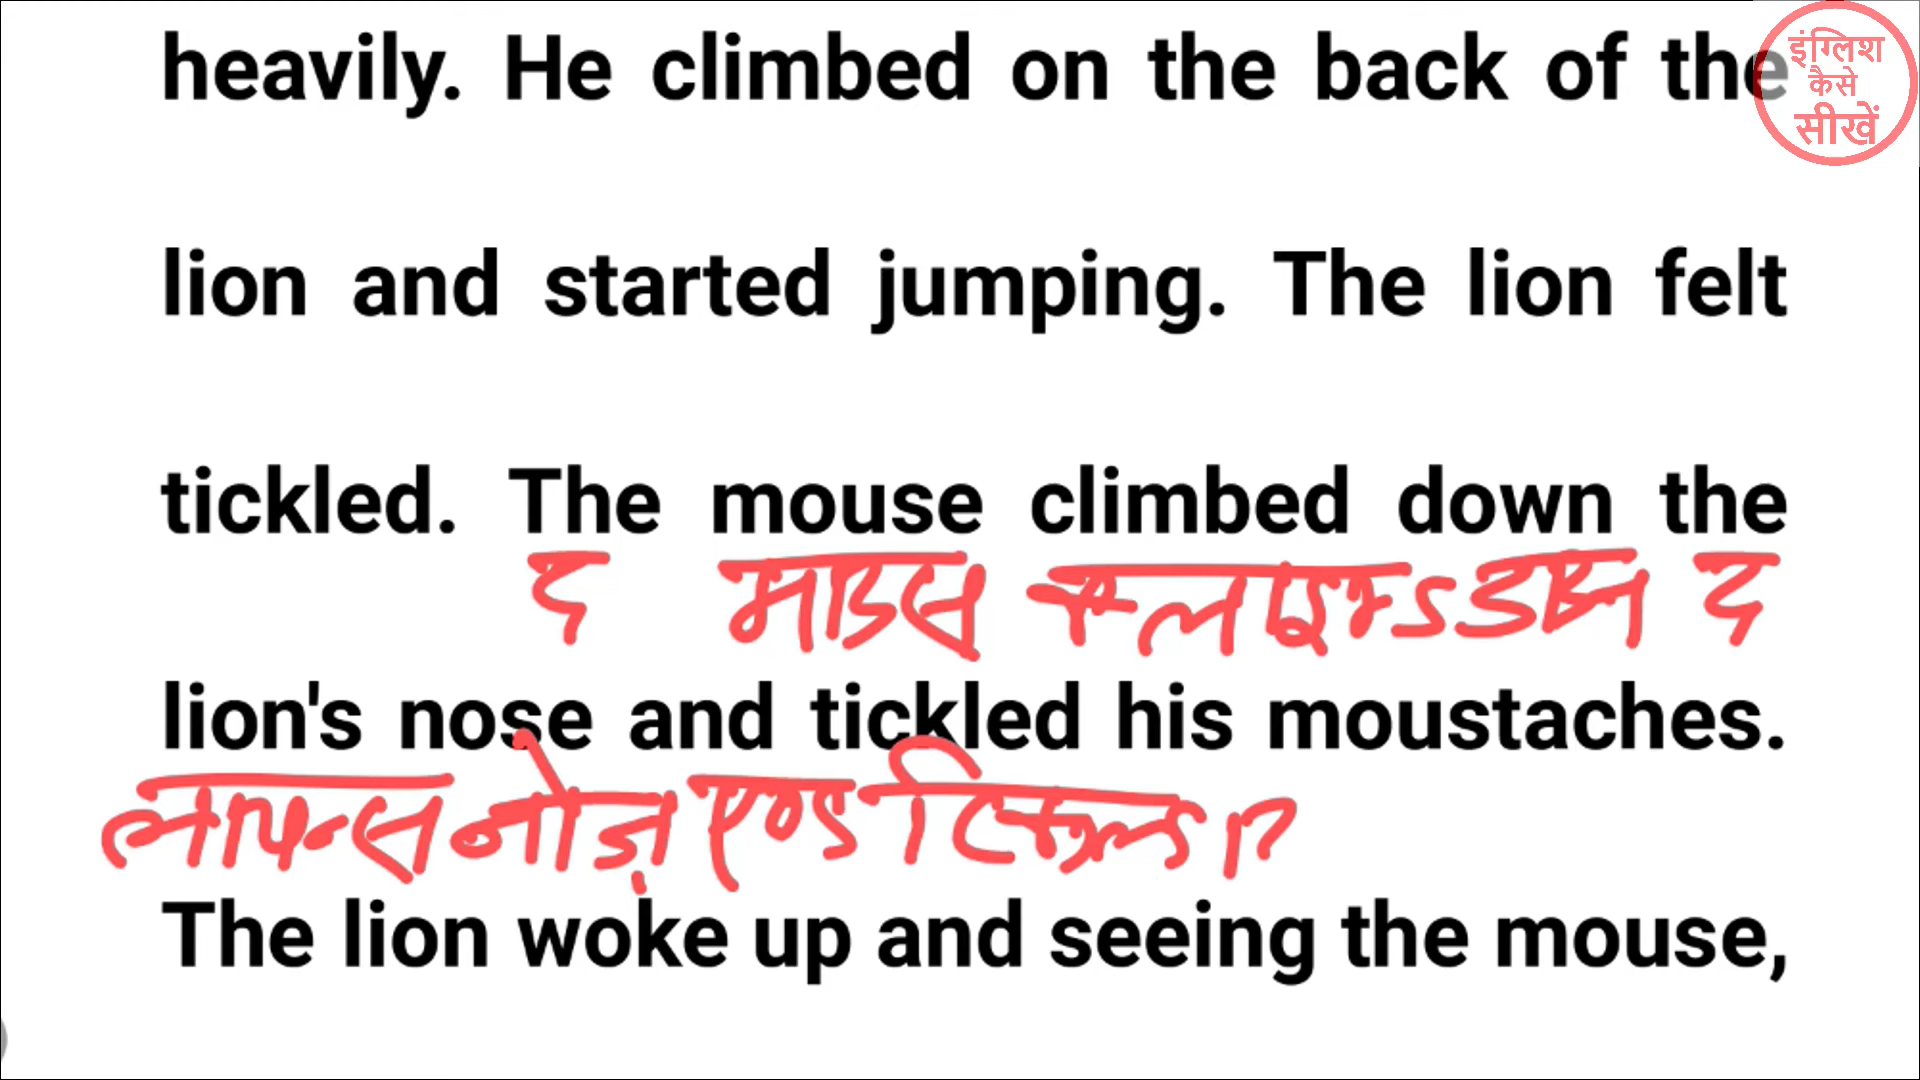 heavily. He climbed on the back of the
इंग्लिश
कैसे
सीखें
lion and started jumping. The lion felt
tickled. The mouse climbed down the
द माउस क्लाइम्ड डाउन द
lion's nose and tickled his moustaches.
लायन्स नोज़ एण्ड टिकल्ड
The lion woke up and seeing the mouse,